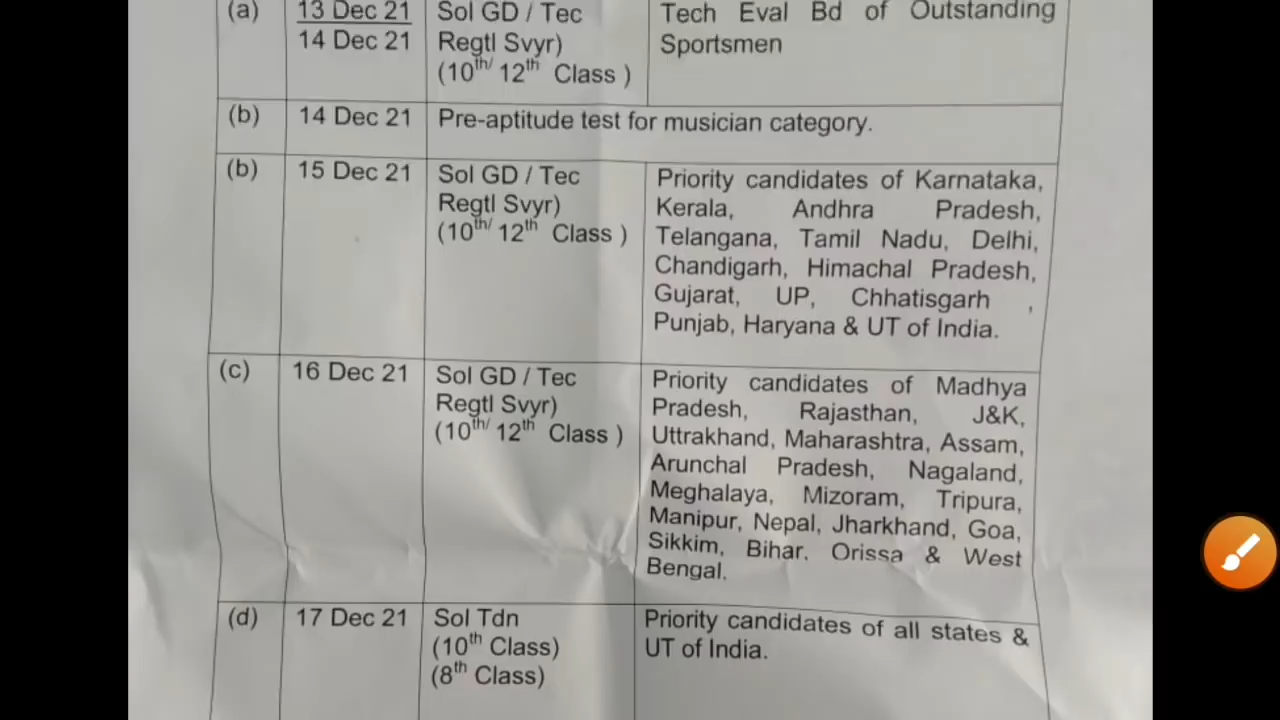 (a) 13 Dec 21 Sol GD / Tec Tech Eval Bd of Outstanding
14 Dec 21 Regtl Svyr) Sportsmen
(10th/ 12th Class )
(b) 14 Dec 21 Pre-aptitude test for musician category.
(b) 15 Dec 21 Sol GD / Tec Priority candidates of Karnataka,
Regtl Svyr) Kerala, Andhra Pradesh,
(10th/ 12th Class ) Telangana, Tamil Nadu, Delhi,
Chandigarh, Himachal Pradesh,
Gujarat, UP, Chhatisgarh ,
Punjab, Haryana & UT of India.
(c) 16 Dec 21 Sol GD / Tec Priority candidates of Madhya
Regtl Svyr) Pradesh, Rajasthan, J&K,
(10th/ 12th Class ) Uttrakhand, Maharashtra, Assam,
Arunchal Pradesh, Nagaland,
Meghalaya, Mizoram, Tripura,
Manipur, Nepal, Jharkhand, Goa,
Sikkim, Bihar. Orissa & West
Bengal.
(d) 17 Dec 21 Sol Tdn Priority candidates of all states &
(10th Class) UT of India.
(8th Class)